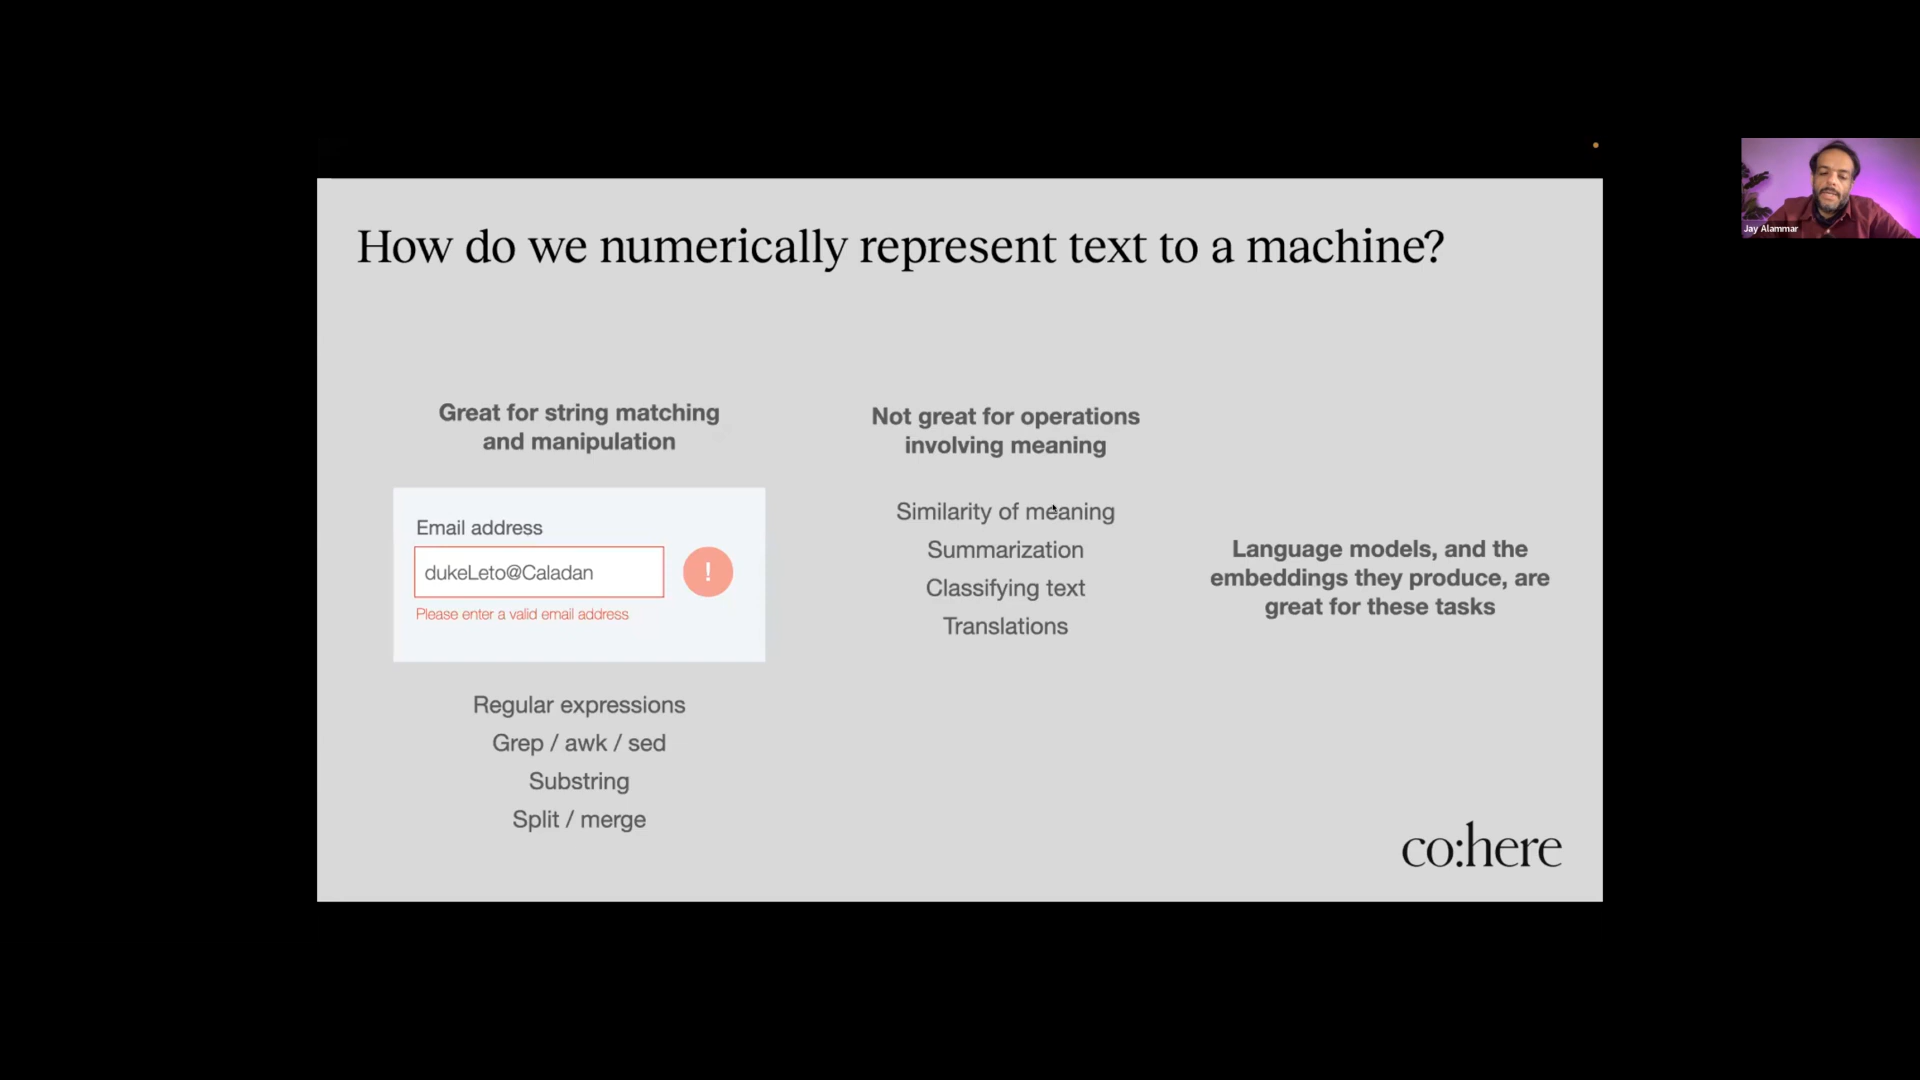 How do we numerically represent text to a machine?
Great for string matching
and manipulation
Email address
dukeLeto@Caladan
!
Please enter a valid email address
Regular expressions
Grep / awk / sed
Substring
Split / merge
Not great for operations
involving meaning
Similarity of meaning
Summarization
Classifying text
Translations
Language models, and the
embeddings they produce, are
great for these tasks
co:here
Jay Alammar